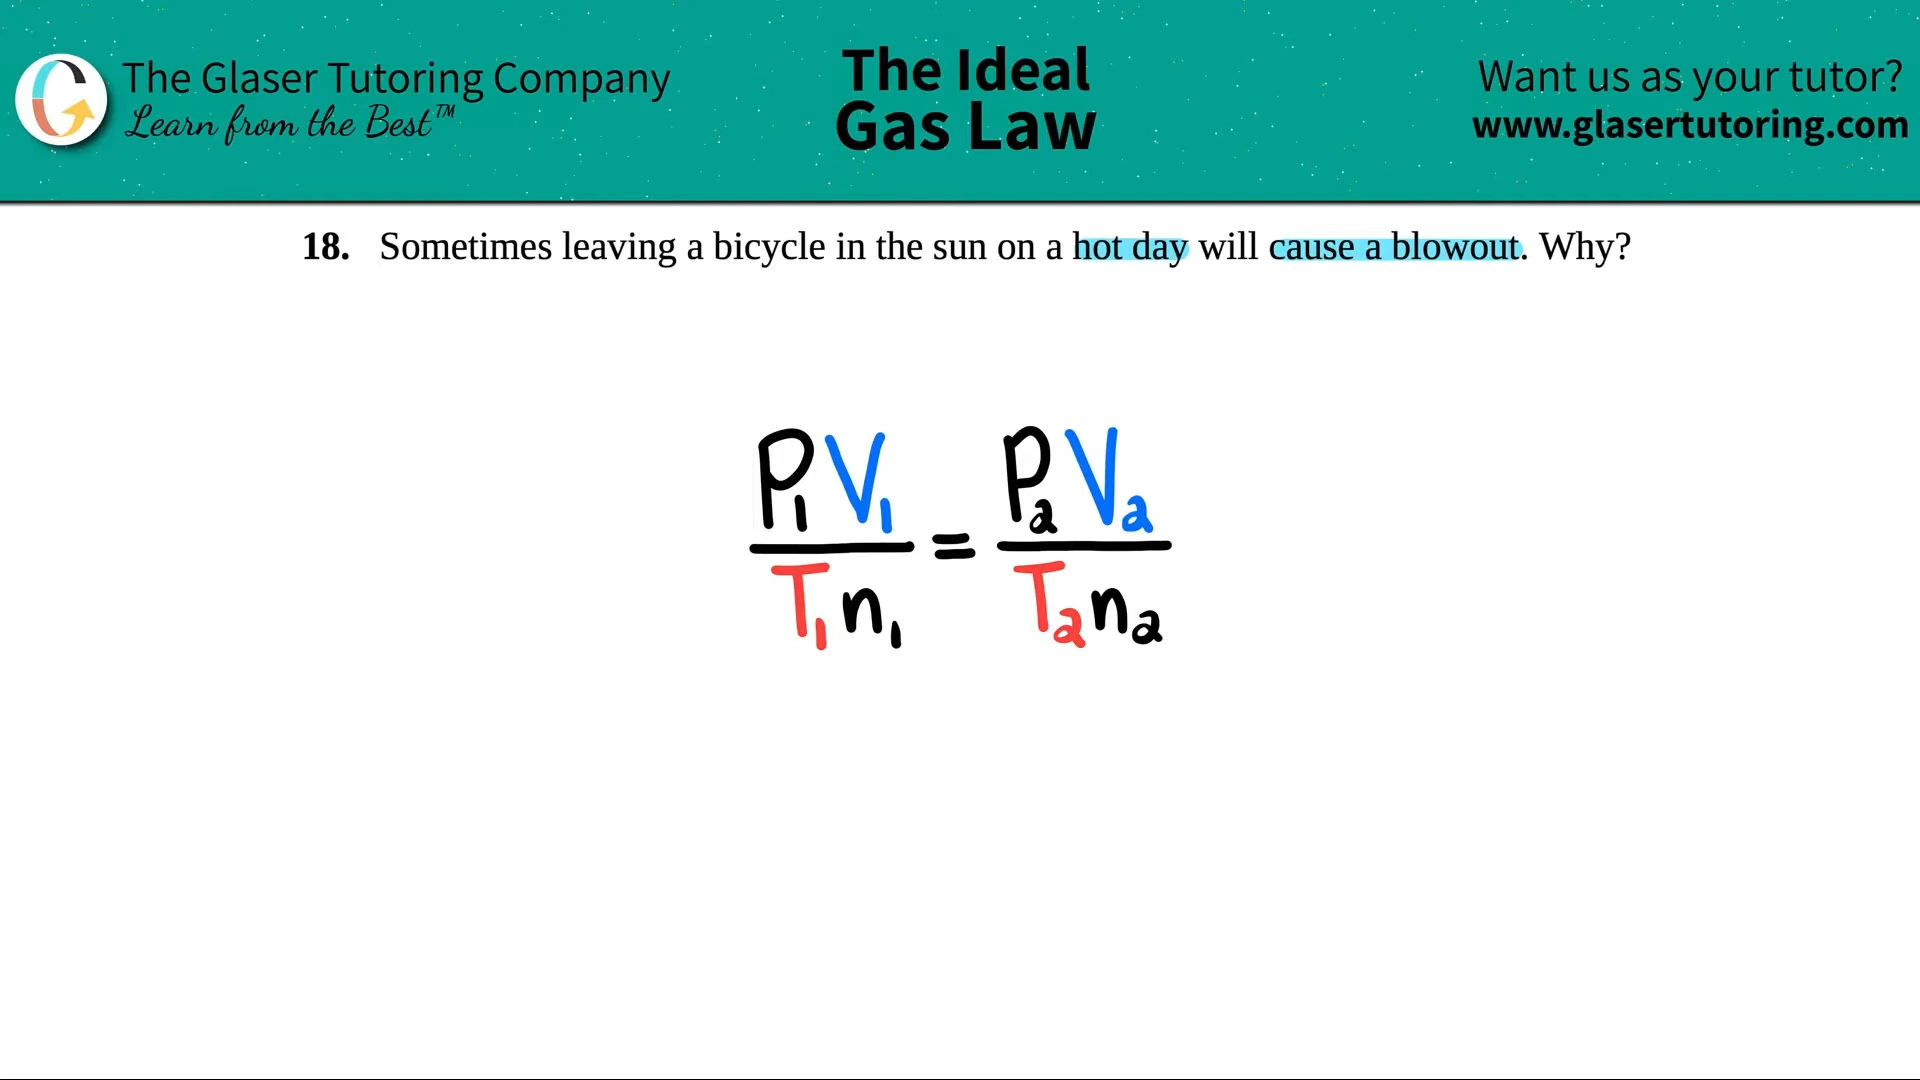 The Glaser Tutoring Company
Learn from the Best™
The Ideal
Gas Law
Want us as your tutor?
www.glasertutoring.com
18. Sometimes leaving a bicycle in the sun on a hot day will cause a blowout. Why?
P₁V₁ = P₂V₂
T₁n₁ T₂n₂